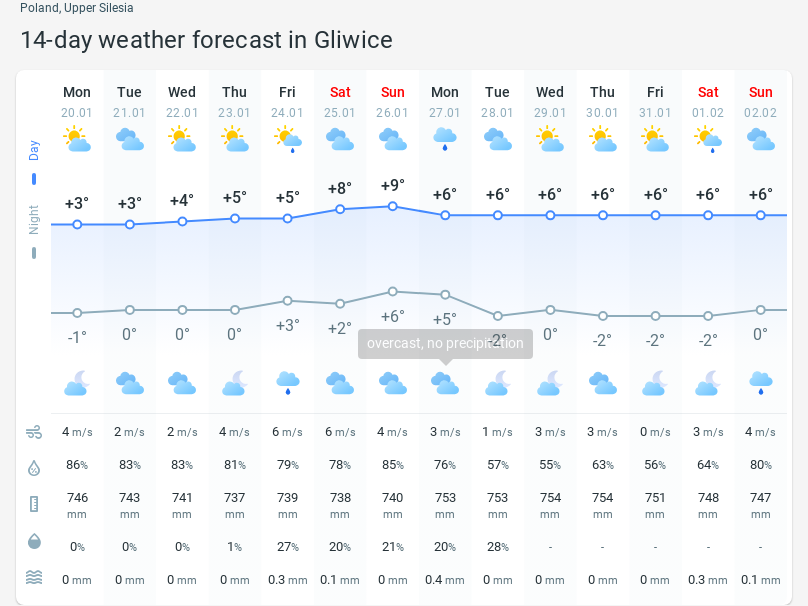 Poland, Upper Silesia
14-day weather forecast in Gliwice
Mon Tue Wed Thu Fri Sat Sun Mon Tue Wed Thu Fri Sat Sun
20.01 21.01 22.01 23.01 24.01 25.01 26.01 27.01 28.01 29.01 30.01 31.01 01.02 02.02
Day
+3° +3° +4° +5° +5° +8° +9° +6° +6° +6° +6° +6° +6° +6°
Night
-1° 0° 0° 0° +3° +2° +6° +5° -2° 0° -2° -2° -2° 0°
overcast, no precipitation
4 m/s 2 m/s 2 m/s 4 m/s 6 m/s 6 m/s 4 m/s 3 m/s 1 m/s 3 m/s 3 m/s 0 m/s 3 m/s 4 m/s
86% 83% 83% 81% 79% 78% 85% 76% 57% 55% 63% 56% 64% 80%
746 743 741 737 739 738 740 753 753 754 754 751 748 747
mm mm mm mm mm mm mm mm mm mm mm mm mm mm
0% 0% 0% 1% 27% 20% 21% 20% 28% - - - - -
0 mm 0 mm 0 mm 0 mm 0.3 mm 0.1 mm 0 mm 0.4 mm 0 mm 0 mm 0 mm 0 mm 0.3 mm 0.1 mm